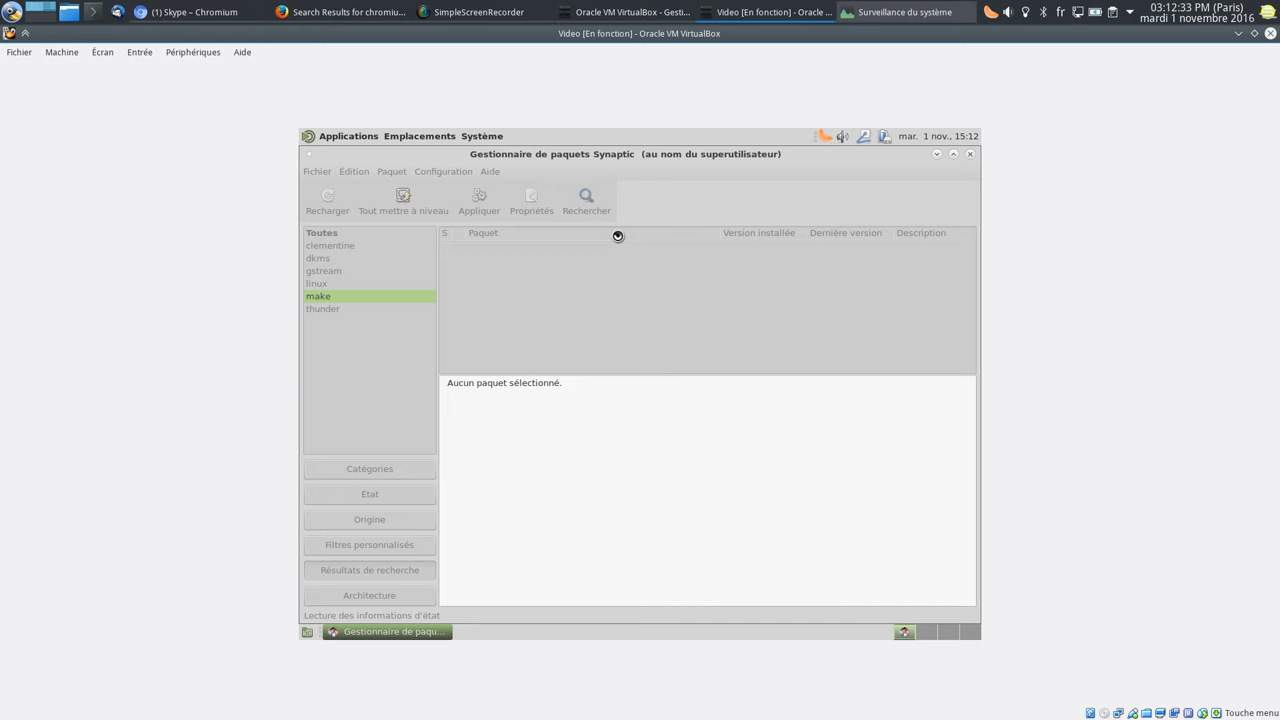 (1) Skype – Chromium
Search Results for chromiu...
SimpleScreenRecorder
Oracle VM VirtualBox - Gesti...
Video [En fonction] - Oracle ...
Surveillance du système
fr
03:12:33 PM (Paris)
mardi 1 novembre 2016
Video [En fonction] - Oracle VM VirtualBox
Fichier Machine Écran Entrée Périphériques Aide
Applications Emplacements Système
mar. 1 nov., 15:12
Gestionnaire de paquets Synaptic (au nom du superutilisateur)
Fichier Édition Paquet Configuration Aide
Recharger Tout mettre à niveau Appliquer Propriétés Rechercher
Toutes
clementine
dkms
gstream
linux
make
thunder
S Paquet Version installée Dernière version Description
Aucun paquet sélectionné.
Catégories
État
Origine
Filtres personnalisés
Résultats de recherche
Architecture
Lecture des informations d'état
Gestionnaire de paqu...
Touche menu